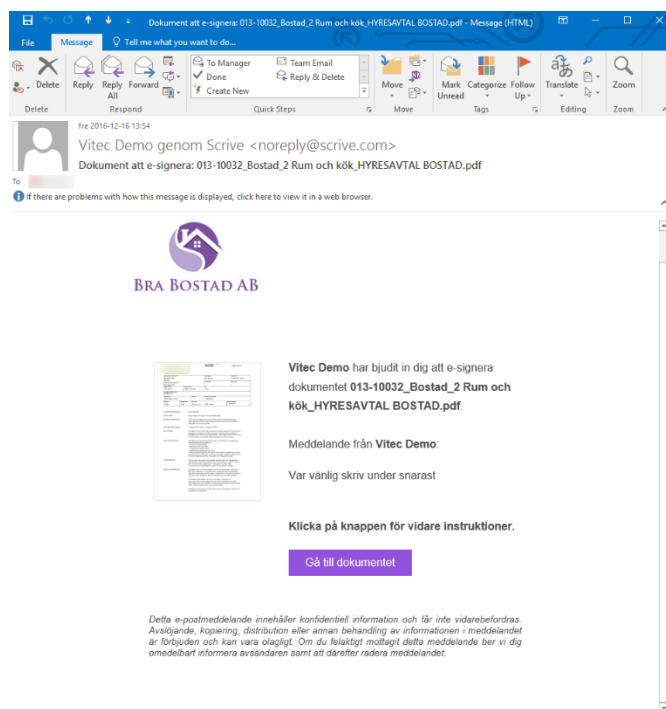 Dokument att e-signera: 013-10032_Bostad_2 Rum och kök_HYRESAVTAL BOSTAD.pdf - Message (HTML)
File Message Tell me what you want to do...
Delete Reply Reply All Forward To Manager Done Create New Team Email Reply & Delete Move Mark Unread Categorize Follow Up Translate Zoom
Delete Respond Quick Steps Move Tags Editing Zoom
fre 2016-12-16 13:54
Vitec Demo genom Scrive <noreply@scrive.com>
Dokument att e-signera: 013-10032_Bostad_2 Rum och kök_HYRESAVTAL BOSTAD.pdf
To
If there are problems with how this message is displayed, click here to view it in a web browser.
BRA BOSTAD AB
Vitec Demo har bjudit in dig att e-signera
dokumentet 013-10032_Bostad_2 Rum och
kök_HYRESAVTAL BOSTAD.pdf.
Meddelande från Vitec Demo:
Var vänlig skriv under snarast
Klicka på knappen för vidare instruktioner.
Gå till dokumentet
Detta e-postmeddelande innehåller konfidentiell information och får inte vidarebefordras.
Avslöjande, kopiering, distribution eller annan behandling av informationen i meddelandet
är förbjuden och kan vara olagligt. Om du felaktigt mottagit detta meddelande ber vi dig
omedelbart informera avsändaren samt att därefter radera meddelandet.